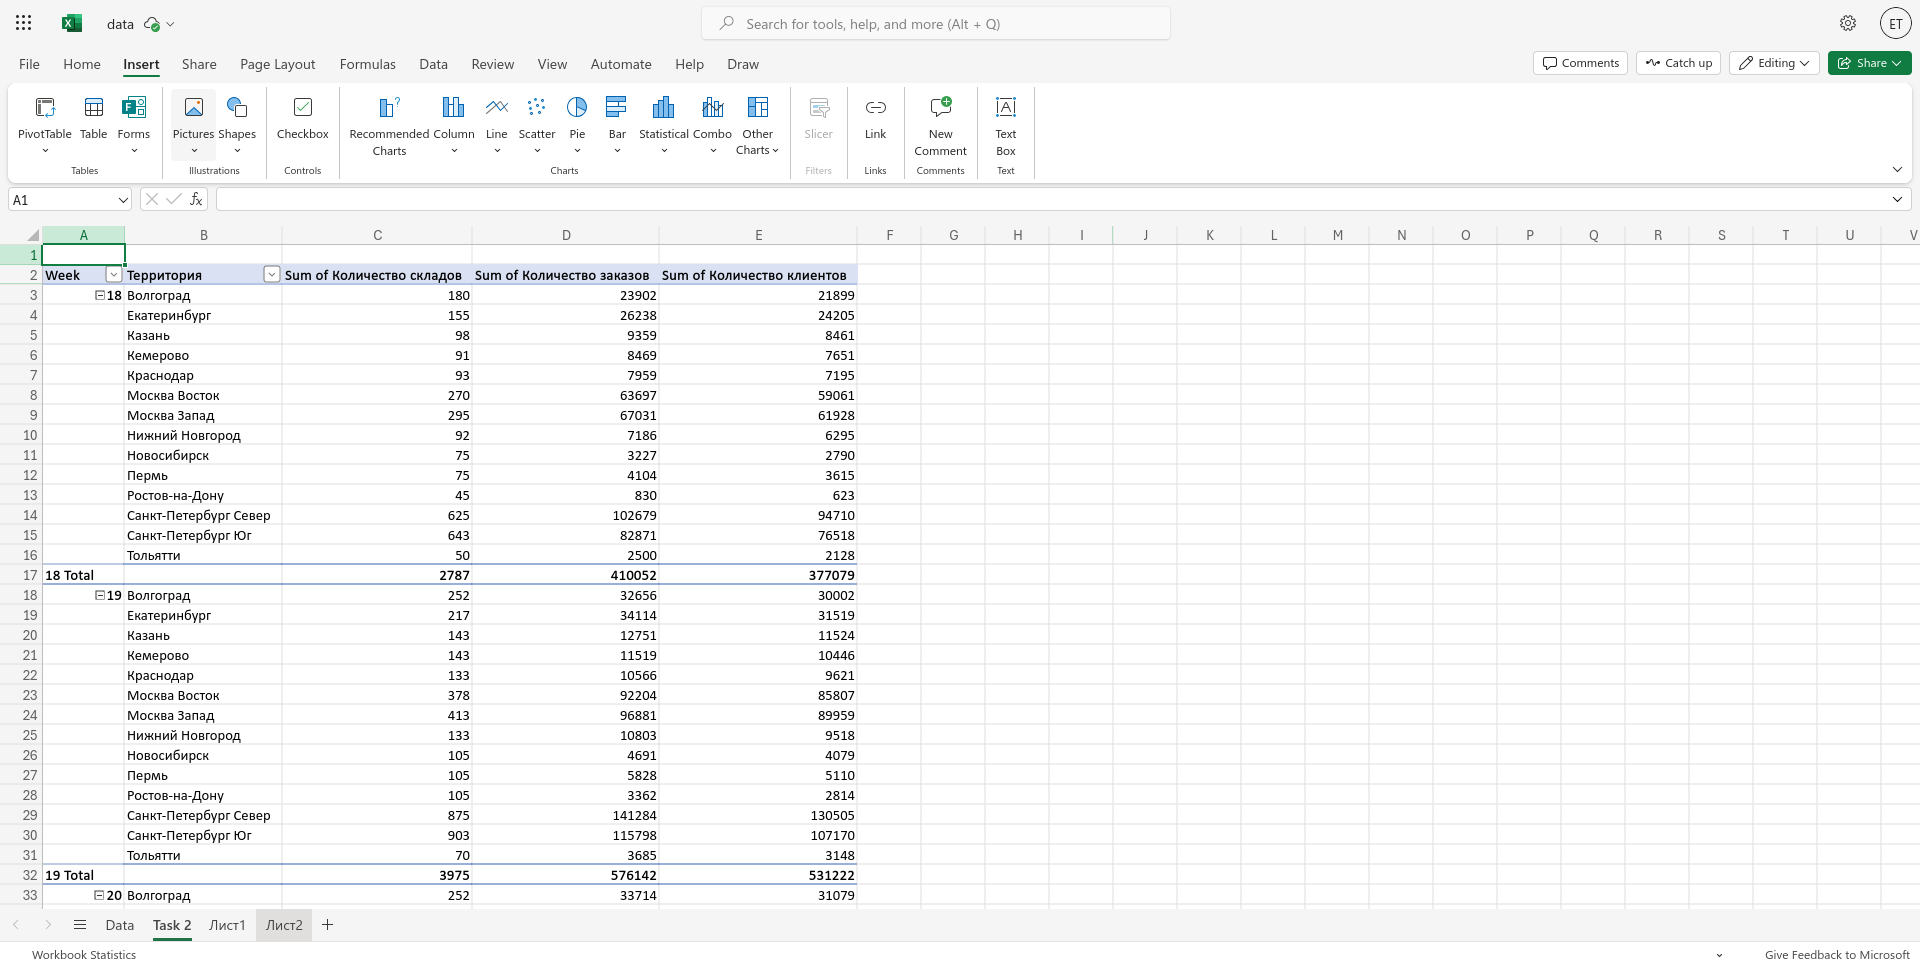 data
Search for tools, help, and more (Alt + Q)
ET
File Home Insert Share Page Layout Formulas Data Review View Automate Help Draw
Comments Catch up Editing Share
PivotTable Table Forms Pictures Shapes Checkbox Recommended Charts Column Line Scatter Pie Bar Statistical Combo Other Charts Slicer Link New Comment Text Box
Tables Illustrations Controls Charts Filters Links Comments Text
A1 fx
A B C D E F G H I J K L M N O P Q R S T U V
1
2 Week Территория Sum of Количество складов Sum of Количество заказов Sum of Количество клиентов
3 18 Волгоград 180 23902 21899
4 Екатеринбург 155 26238 24205
5 Казань 98 9359 8461
6 Кемерово 91 8469 7651
7 Краснодар 93 7959 7195
8 Москва Восток 270 63697 59061
9 Москва Запад 295 67031 61928
10 Нижний Новгород 92 7186 6295
11 Новосибирск 75 3227 2790
12 Пермь 75 4104 3615
13 Ростов-на-Дону 45 830 623
14 Санкт-Петербург Север 625 102679 94710
15 Санкт-Петербург Юг 643 82871 76518
16 Тольятти 50 2500 2128
17 18 Total 2787 410052 377079
18 19 Волгоград 252 32656 30002
19 Екатеринбург 217 34114 31519
20 Казань 143 12751 11524
21 Кемерово 143 11519 10446
22 Краснодар 133 10566 9621
23 Москва Восток 378 92204 85807
24 Москва Запад 413 96881 89959
25 Нижний Новгород 133 10803 9518
26 Новосибирск 105 4691 4079
27 Пермь 105 5828 5110
28 Ростов-на-Дону 105 3362 2814
29 Санкт-Петербург Север 875 141284 130505
30 Санкт-Петербург Юг 903 115798 107170
31 Тольятти 70 3685 3148
32 19 Total 3975 576142 531222
33 20 Волгоград 252 33714 31079
Data Task 2 Лист1 Лист2
Workbook Statistics Give Feedback to Microsoft